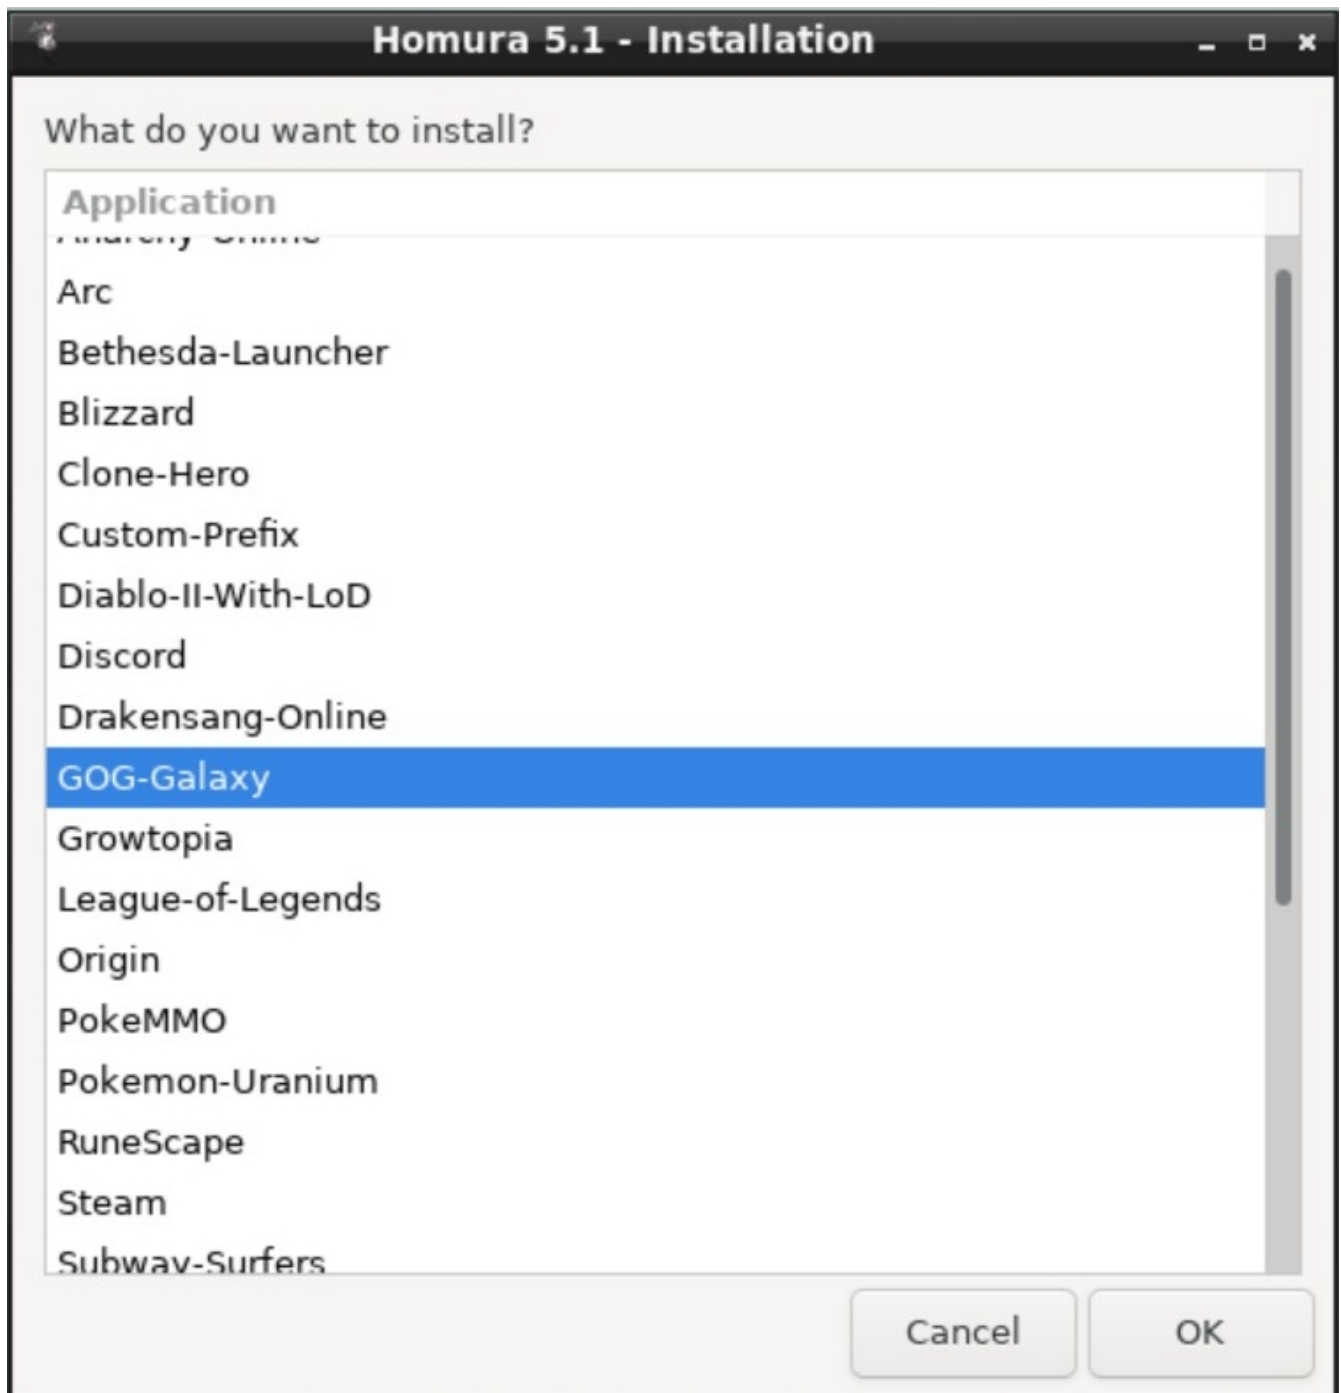 Homura 5.1 - Installation
What do you want to install?
Application
Anarchy-Online
Arc
Bethesda-Launcher
Blizzard
Clone-Hero
Custom-Prefix
Diablo-II-With-LoD
Discord
Drakensang-Online
GOG-Galaxy
Growtopia
League-of-Legends
Origin
PokeMMO
Pokemon-Uranium
RuneScape
Steam
Subway-Surfers
Cancel OK